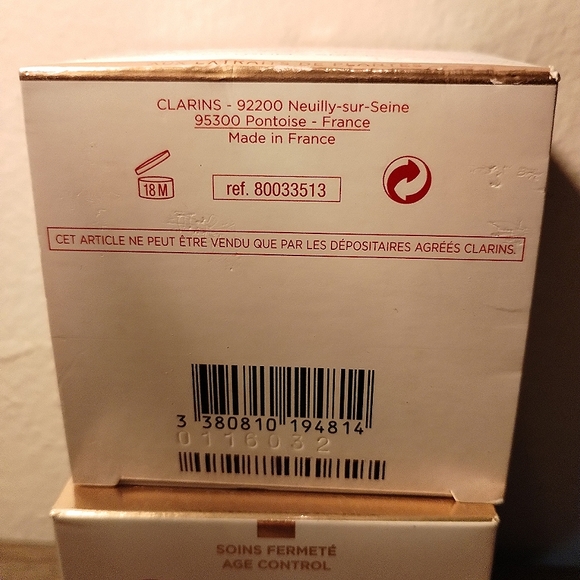 CLARINS - 92200 Neuilly-sur-Seine
95300 Pontoise - France
Made in France
18 M
ref. 80033513
CET ARTICLE NE PEUT ÊTRE VENDU QUE PAR LES DÉPOSITAIRES AGRÉÉS CLARINS.
3 380810 194814
0116032
SOINS FERMETÉ
AGE CONTROL